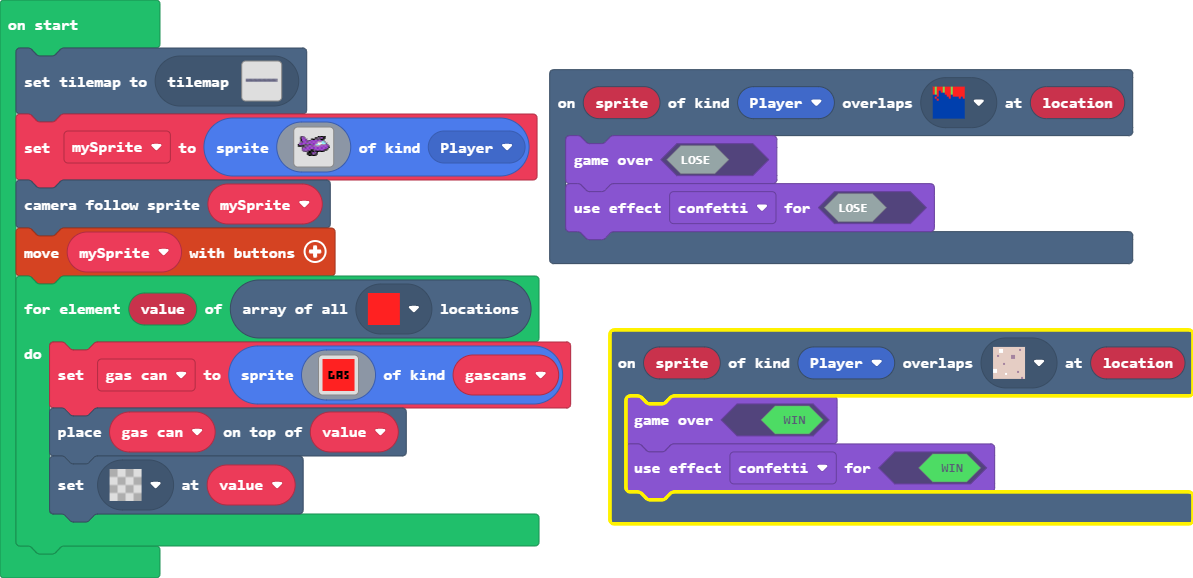 on start
set tilemap to tilemap
set mySprite to sprite of kind Player
camera follow sprite mySprite
move mySprite with buttons
for element value of array of all locations
do
set gas can to sprite GAS of kind gascans
place gas can on top of value
set at value
on sprite of kind Player overlaps at location
game over LOSE
use effect confetti for LOSE
on sprite of kind Player overlaps at location
game over WIN
use effect confetti for WIN